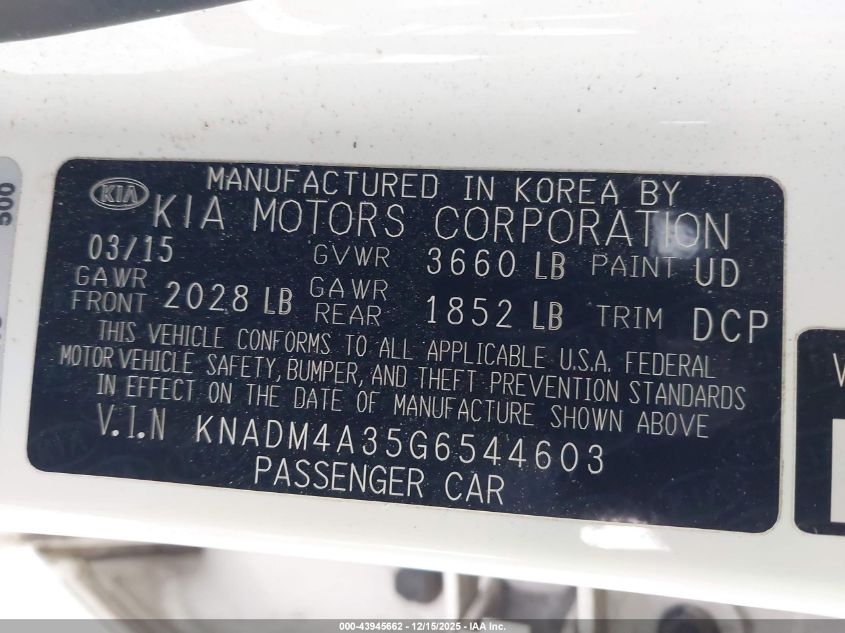 500
KIA
MANUFACTURED IN KOREA BY
KIA MOTORS CORPORATION
03/15 GVWR 3660 LB PAINT UD
GAWR FRONT 2028 LB GAWR REAR 1852 LB TRIM DCP
THIS VEHICLE CONFORMS TO ALL APPLICABLE U.S.A. FEDERAL
MOTOR VEHICLE SAFETY, BUMPER, AND THEFT PREVENTION STANDARDS
IN EFFECT ON THE DATE OF MANUFACTURE SHOWN ABOVE
V.I.N KNADM4A35G6544603
PASSENGER CAR
000-43945662 - 12/15/2025 - IAA Inc.